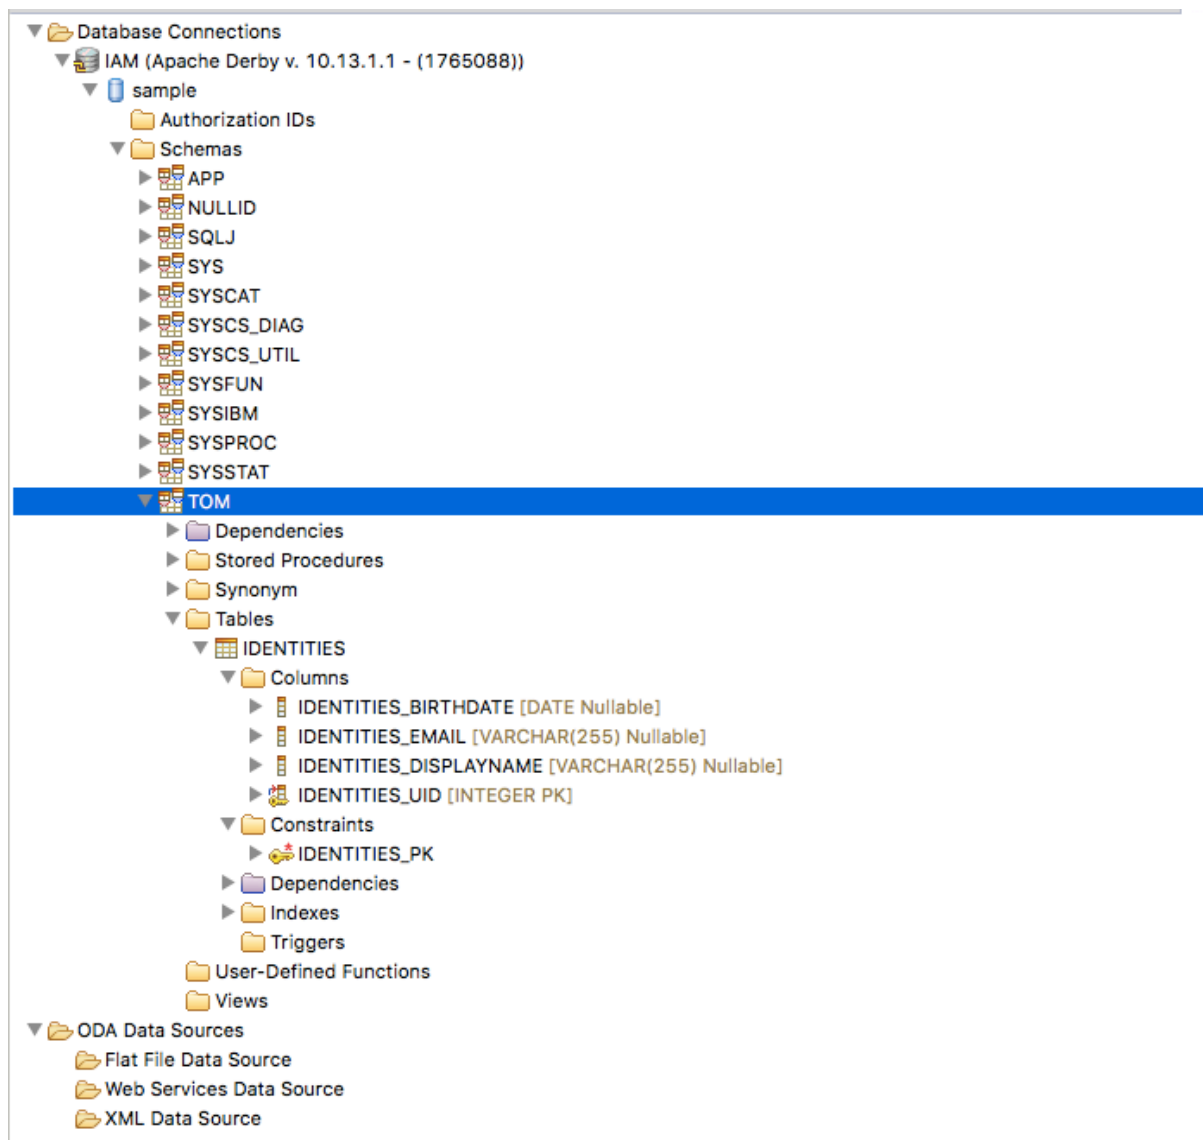 Database Connections
IAM (Apache Derby v. 10.13.1.1 - (1765088))
sample
Authorization IDs
Schemas
APP
NULLID
SQLJ
SYS
SYSCAT
SYSCS_DIAG
SYSCS_UTIL
SYSFUN
SYSIBM
SYSPROC
SYSSTAT
TOM
Dependencies
Stored Procedures
Synonym
Tables
IDENTITIES
Columns
IDENTITIES_BIRTHDATE [DATE Nullable]
IDENTITIES_EMAIL [VARCHAR(255) Nullable]
IDENTITIES_DISPLAYNAME [VARCHAR(255) Nullable]
IDENTITIES_UID [INTEGER PK]
Constraints
IDENTITIES_PK
Dependencies
Indexes
Triggers
User-Defined Functions
Views
ODA Data Sources
Flat File Data Source
Web Services Data Source
XML Data Source